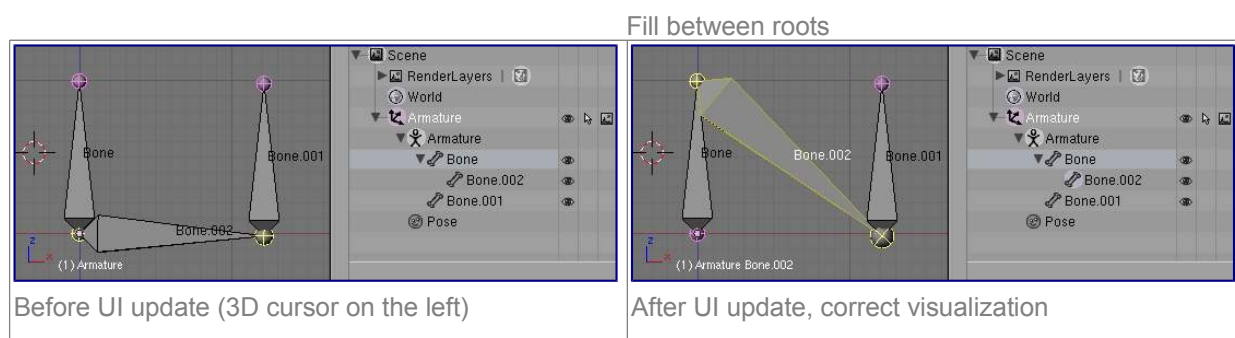 Fill between roots
Scene
RenderLayers
World
Armature
Armature
Bone
Bone.002
Bone.001
Pose
Bone
Bone.001
Bone.002
z
x
(1) Armature
Scene
RenderLayers
World
Armature
Armature
Bone
Bone.002
Bone.001
Pose
Bone
Bone.002
Bone.001
z
x
(1) Armature Bone.002
Before UI update (3D cursor on the left)
After UI update, correct visualization